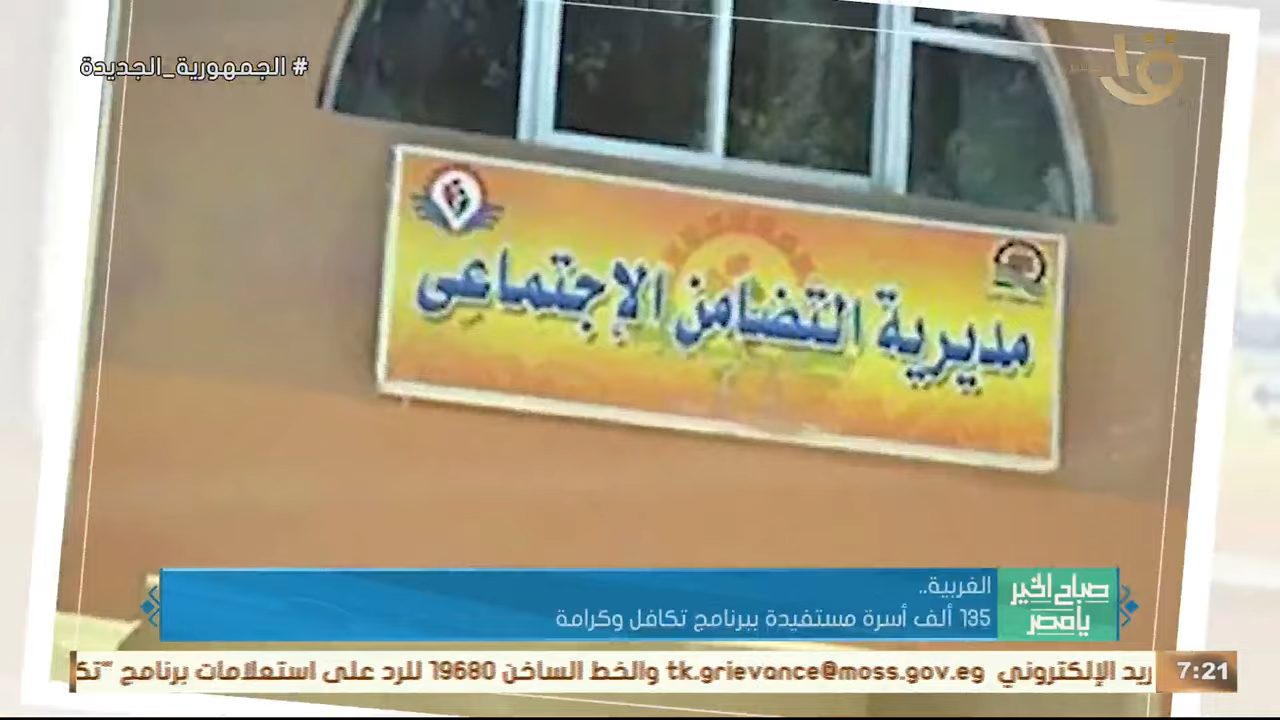 # الجمهورية_الجديدة
مديرية التضامن الإجتماعى
الغربية..
135 ألف أسرة مستفيدة ببرنامج تكافل وكرامة
صباح الخير
يا مصر
ريد الإلكتروني tk.grievance@moss.gov.eg والخط الساخن 19680 للرد على استعلامات برنامج "تك
7:21